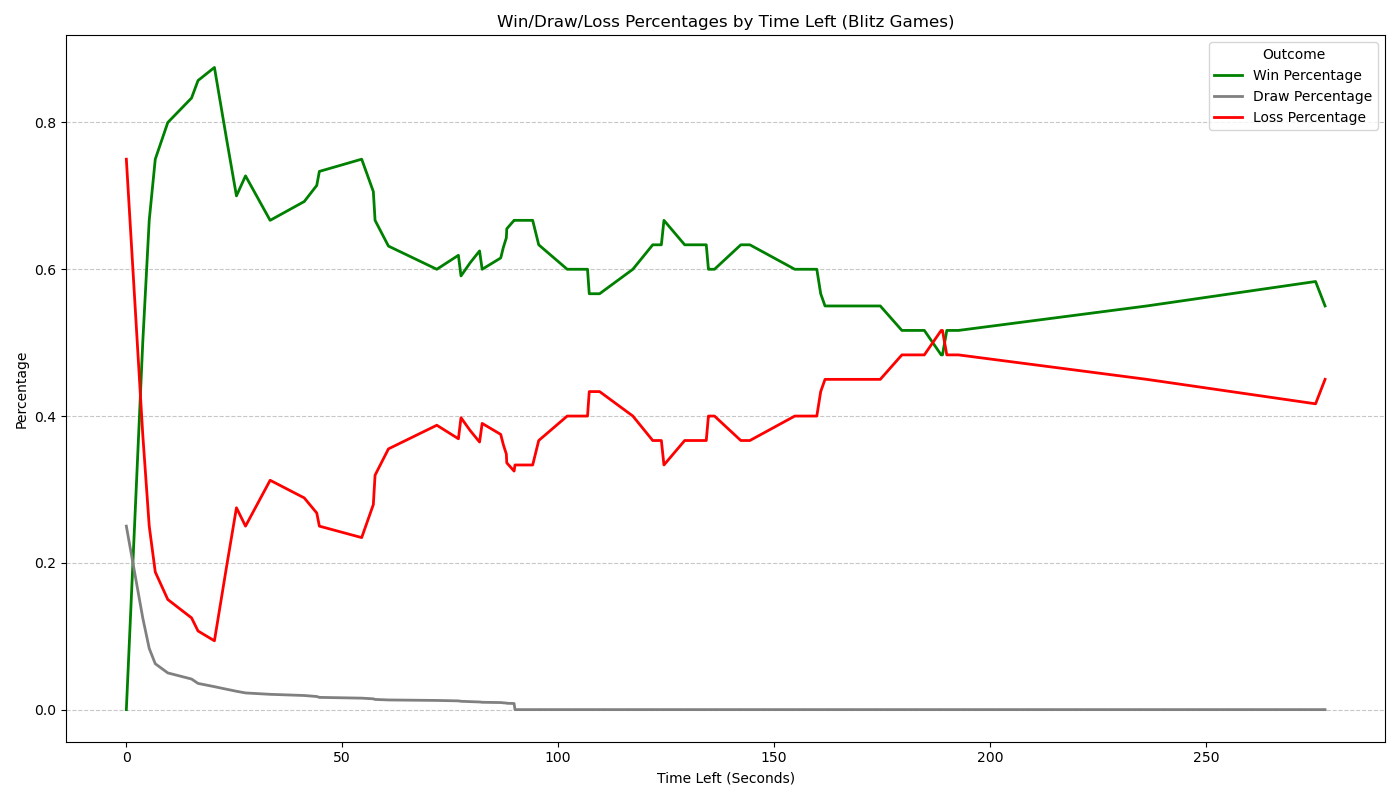 Win/Draw/Loss Percentages by Time Left (Blitz Games)
Outcome
Win Percentage
Draw Percentage
Loss Percentage
Percentage
0.8
0.6
0.4
0.2
0.0
0 50 100 150 200 250
Time Left (Seconds)